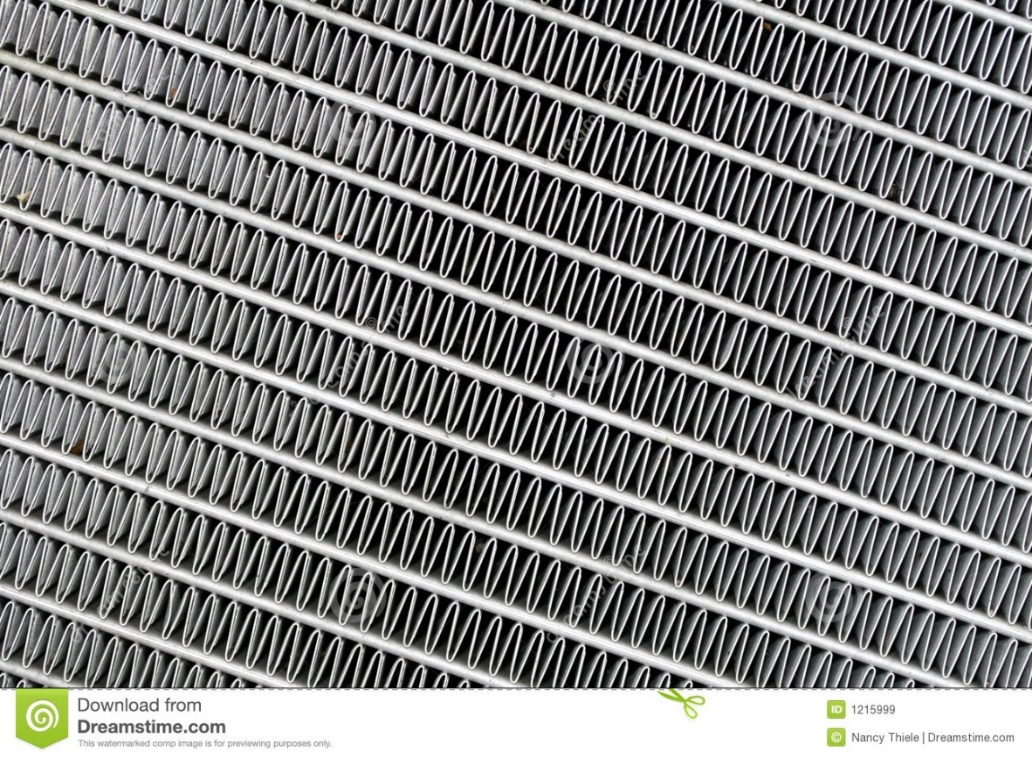 Download from
Dreamstime.com
This watermarked comp image is for previewing purposes only.
ID 1215999
© Nancy Thiele | Dreamstime.com